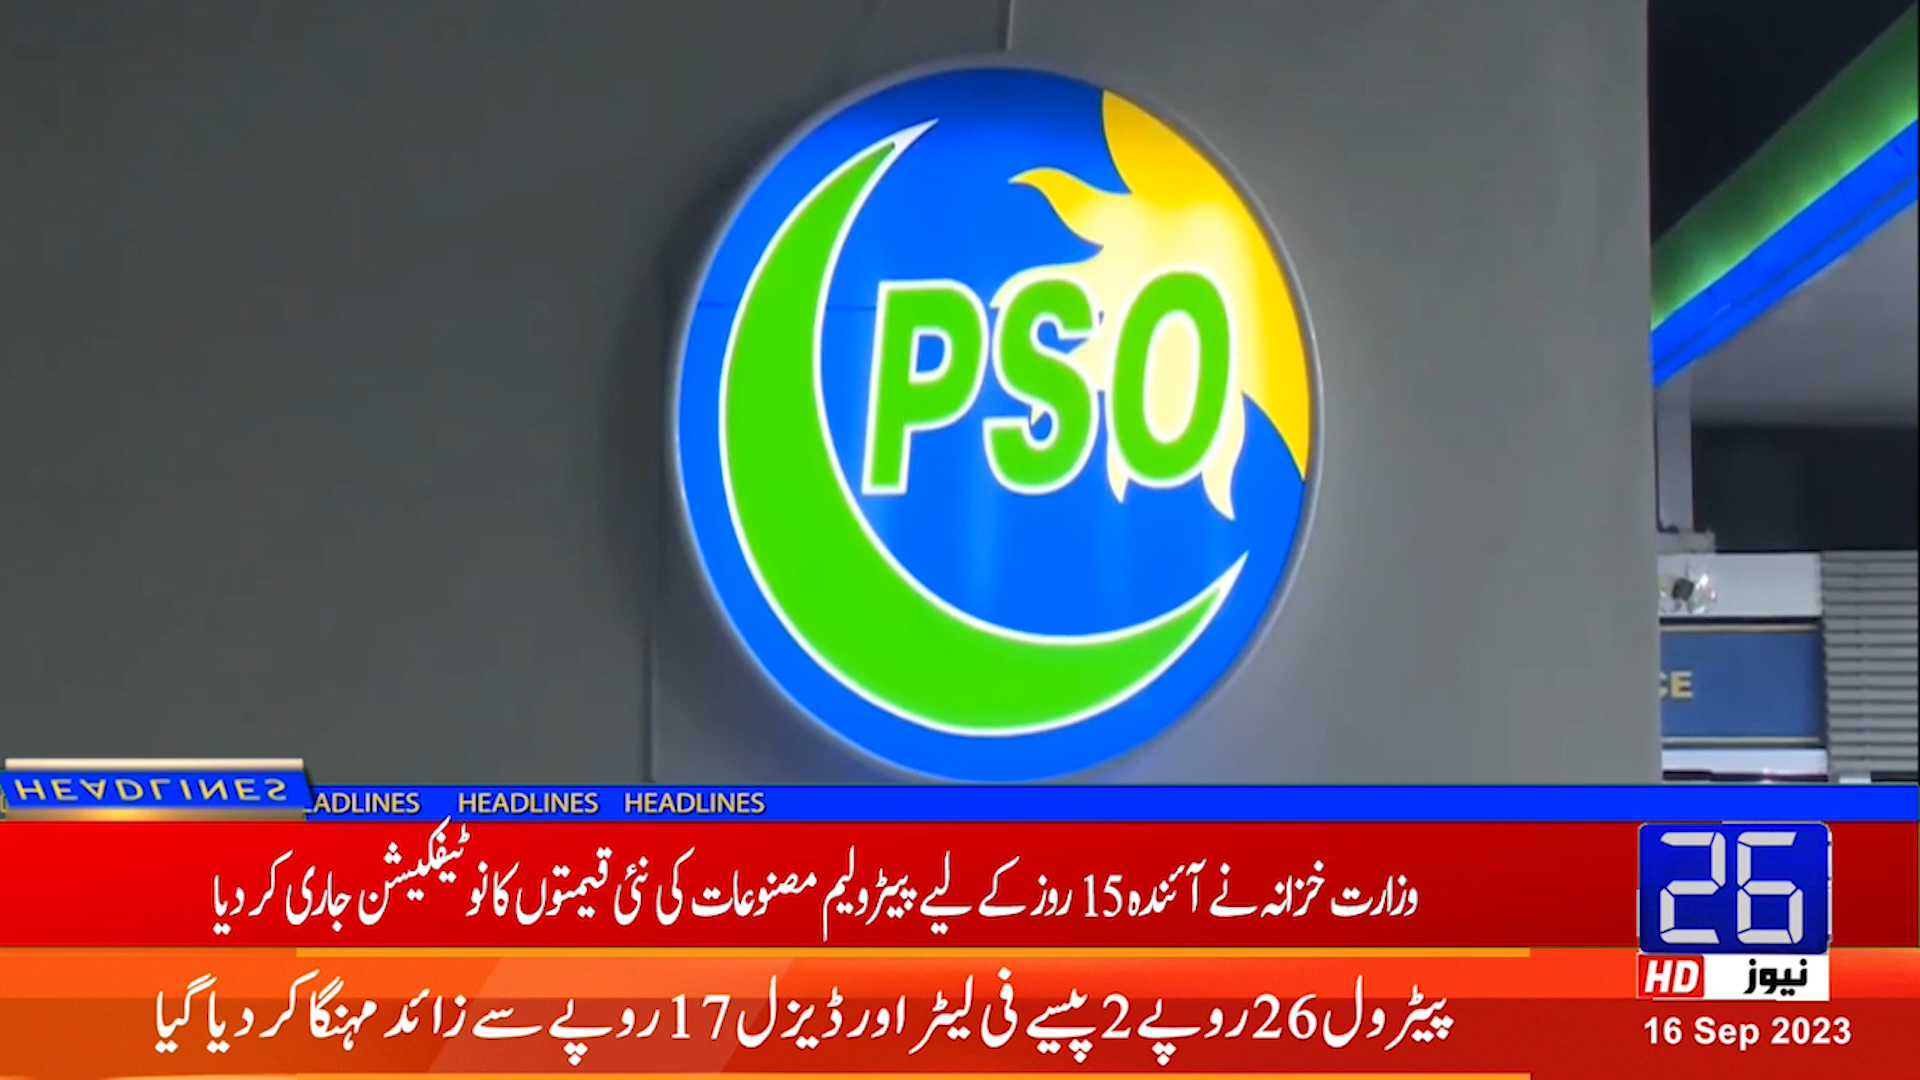 PSO
CE
HEADLINES
ADLINES HEADLINES HEADLINES
وزارت خزانہ نے آئندہ 15 روز کے لیے پیٹرولیم مصنوعات کی نئی قیمتوں کا نوٹیفکیشن جاری کر دیا
پیٹرول 26 روپے 2 پیسے فی لیٹر اور ڈیزل 17 روپے سے زائد مہنگا کر دیا گیا
26
HD نیوز
16 Sep 2023